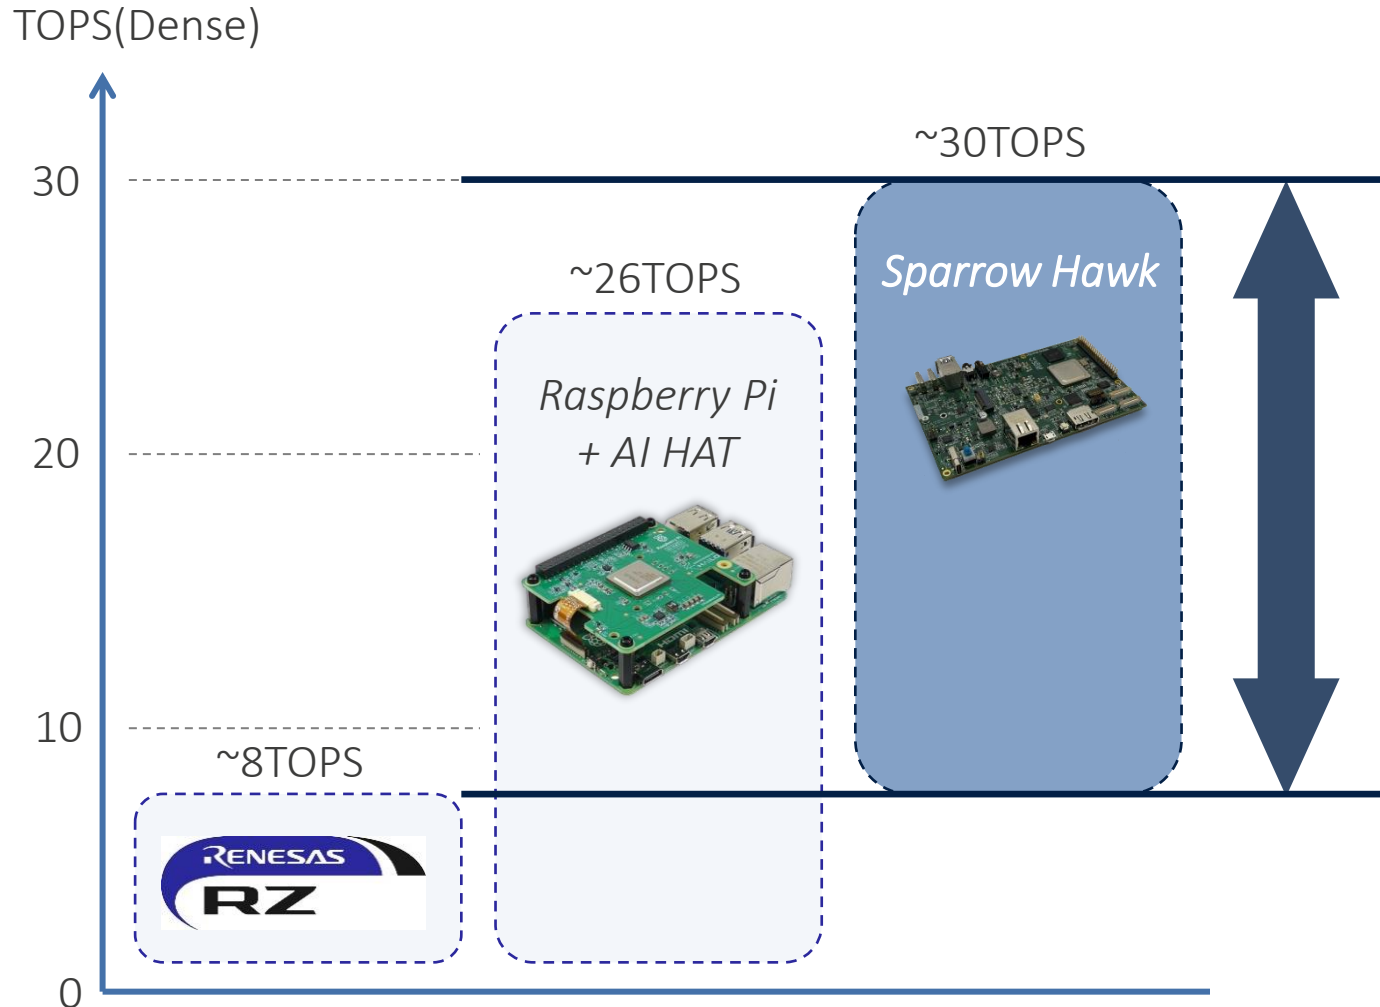 TOPS(Dense)
30
20
10
0
~8TOPS
RENESAS
RZ
~26TOPS
Raspberry Pi
+ AI HAT
~30TOPS
Sparrow Hawk